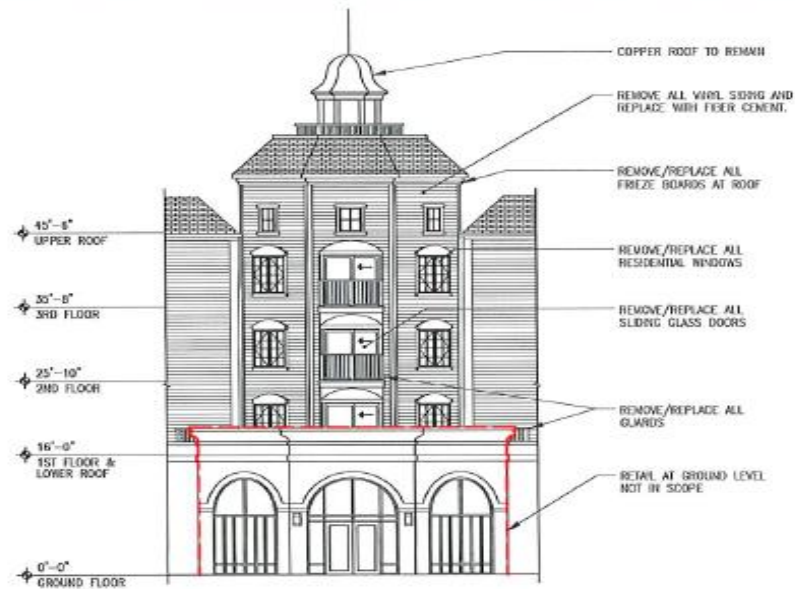 COPPER ROOF TO REMAIN
REMOVE ALL VINYL SIDING AND
REPLACE WITH FIBER CEMENT.
REMOVE/REPLACE ALL
FRIEZE BOARDS AT ROOF
45'-8"
UPPER ROOF
REMOVE/REPLACE ALL
RESIDENTIAL WINDOWS
35'-8"
3RD FLOOR
REMOVE/REPLACE ALL
SLIDING GLASS DOORS
25'-10"
2ND FLOOR
REMOVE/REPLACE ALL
GUARDS
16'-0"
1ST FLOOR &
LOWER ROOF
RETAIL AT GROUND LEVEL
NOT IN SCOPE
0'-0"
GROUND FLOOR